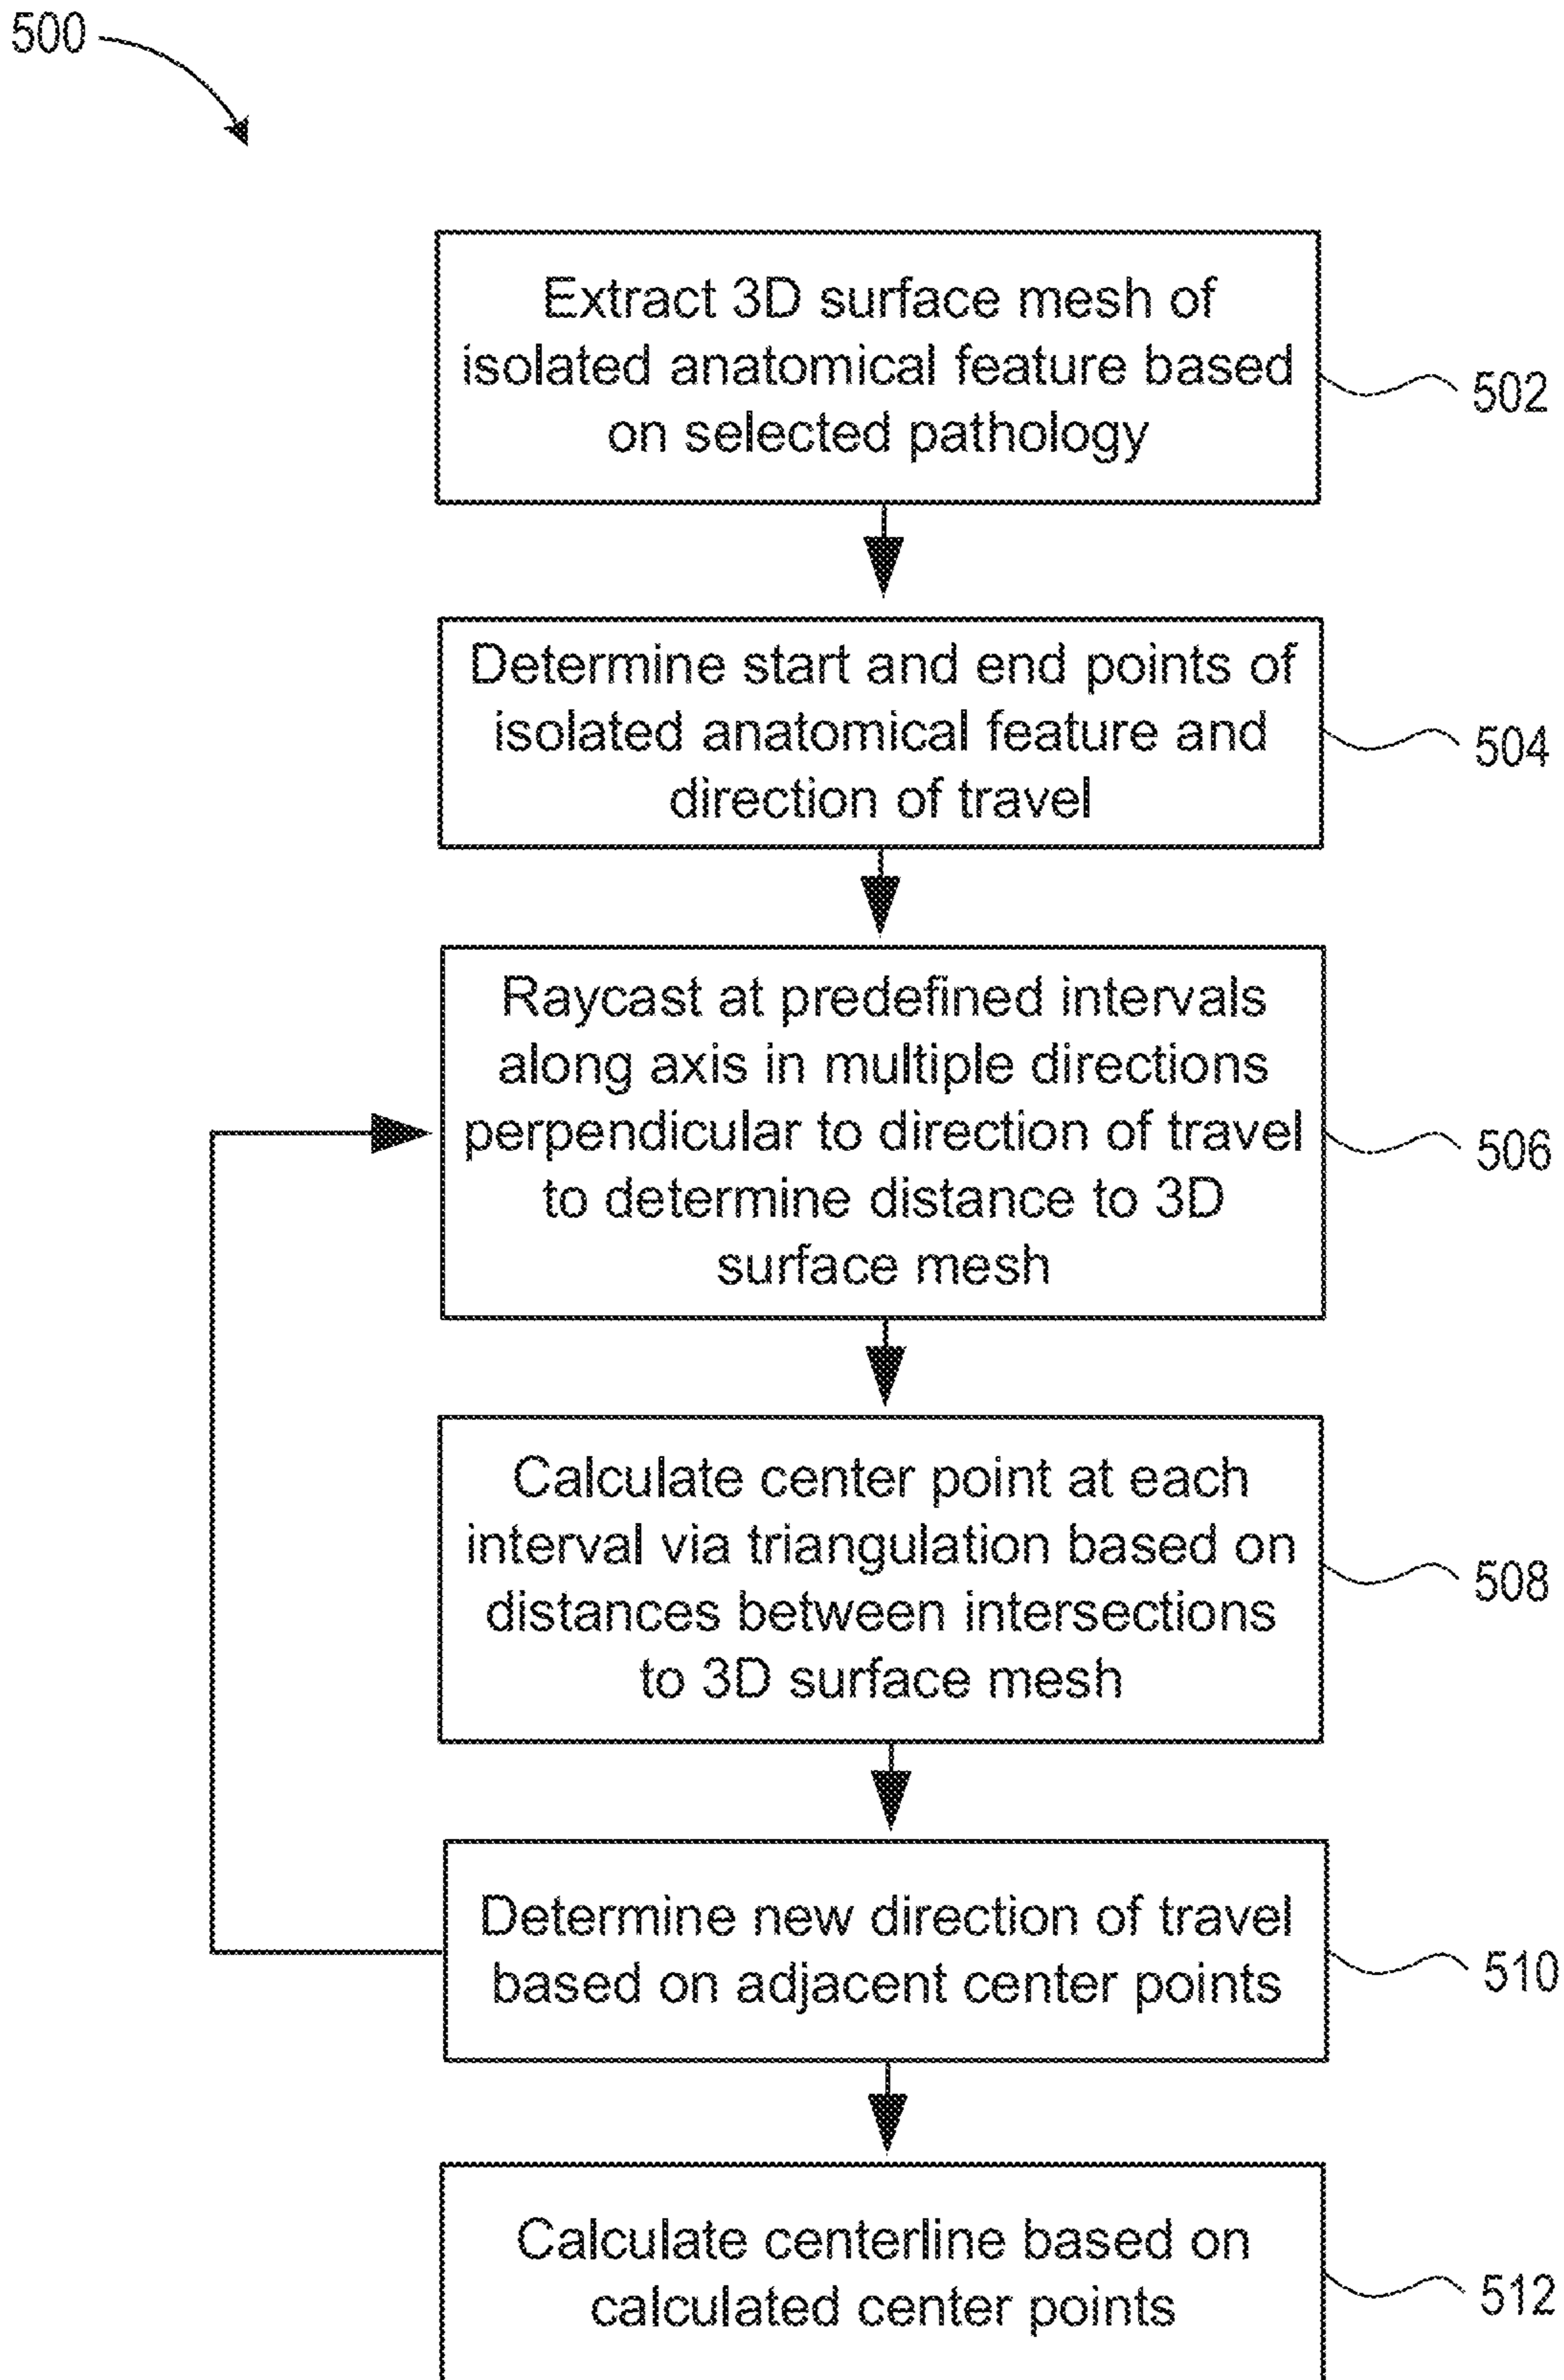 500
Extract 3D surface mesh of
isolated anatomical feature based
on selected pathology
502
Determine start and end points of
isolated anatomical feature and
direction of travel
504
Raycast at predefined intervals
along axis in multiple directions
perpendicular to direction of travel
to determine distance to 3D
surface mesh
506
Calculate center point at each
interval via triangulation based on
distances between intersections
to 3D surface mesh
508
Determine new direction of travel
based on adjacent center points
510
Calculate centerline based on
calculated center points
512